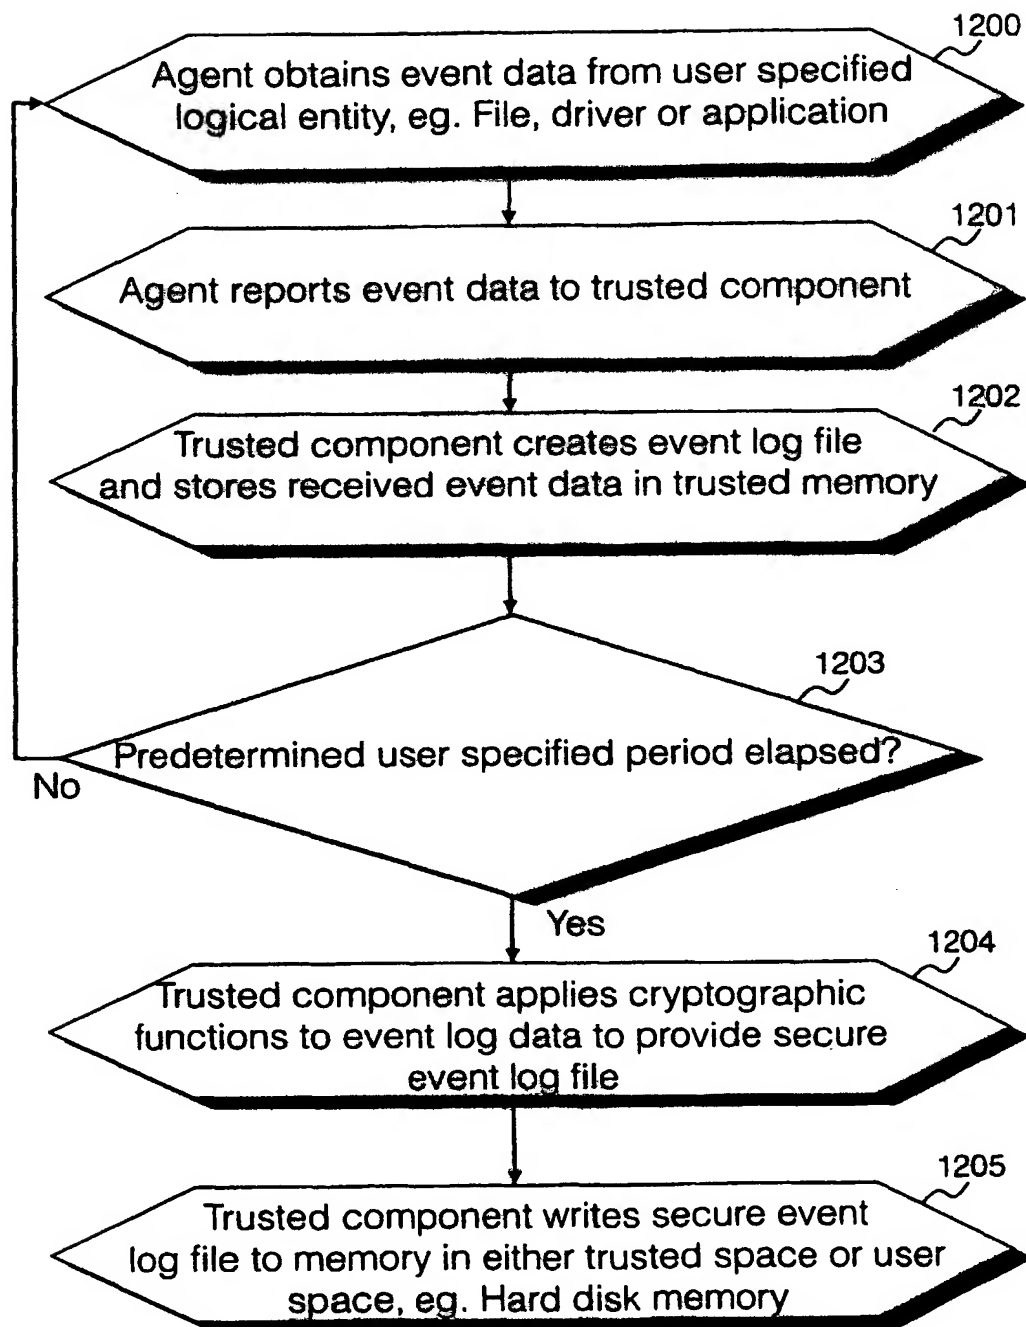 1200
Agent obtains event data from user specified
logical entity, eg. File, driver or application
1201
Agent reports event data to trusted component
1202
Trusted component creates event log file
and stores received event data in trusted memory
1203
Predetermined user specified period elapsed?
No
Yes
1204
Trusted component applies cryptographic
functions to event log data to provide secure
event log file
1205
Trusted component writes secure event
log file to memory in either trusted space or user
space, eg. Hard disk memory